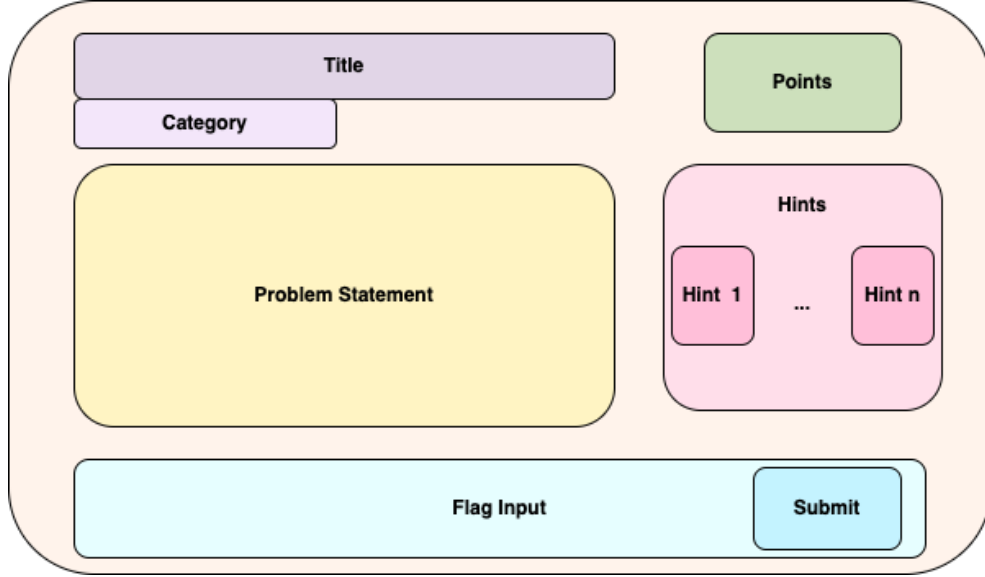 Title
Points
Category
Hints
Problem Statement
Hint 1
...
Hint n
Flag Input
Submit